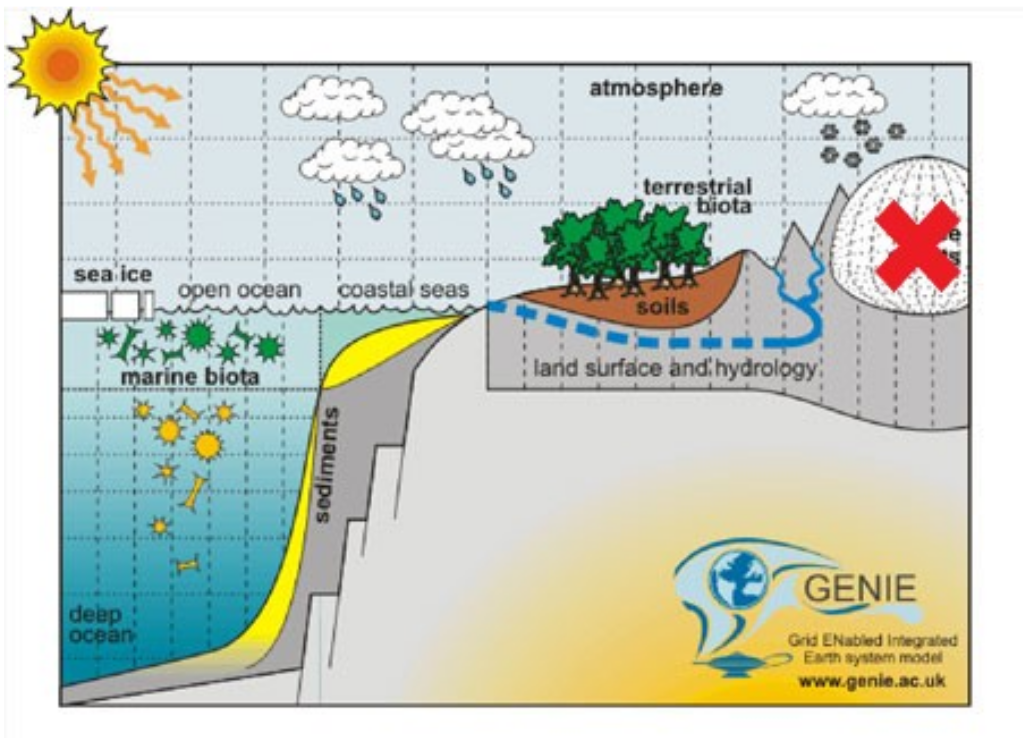 atmosphere
terrestrial
biota
sea ice
open ocean
coastal seas
soils
marine biota
land surface and hydrology
sediments
deep
ocean
GENIE
Grid ENabled Integrated
Earth system model
www.genie.ac.uk